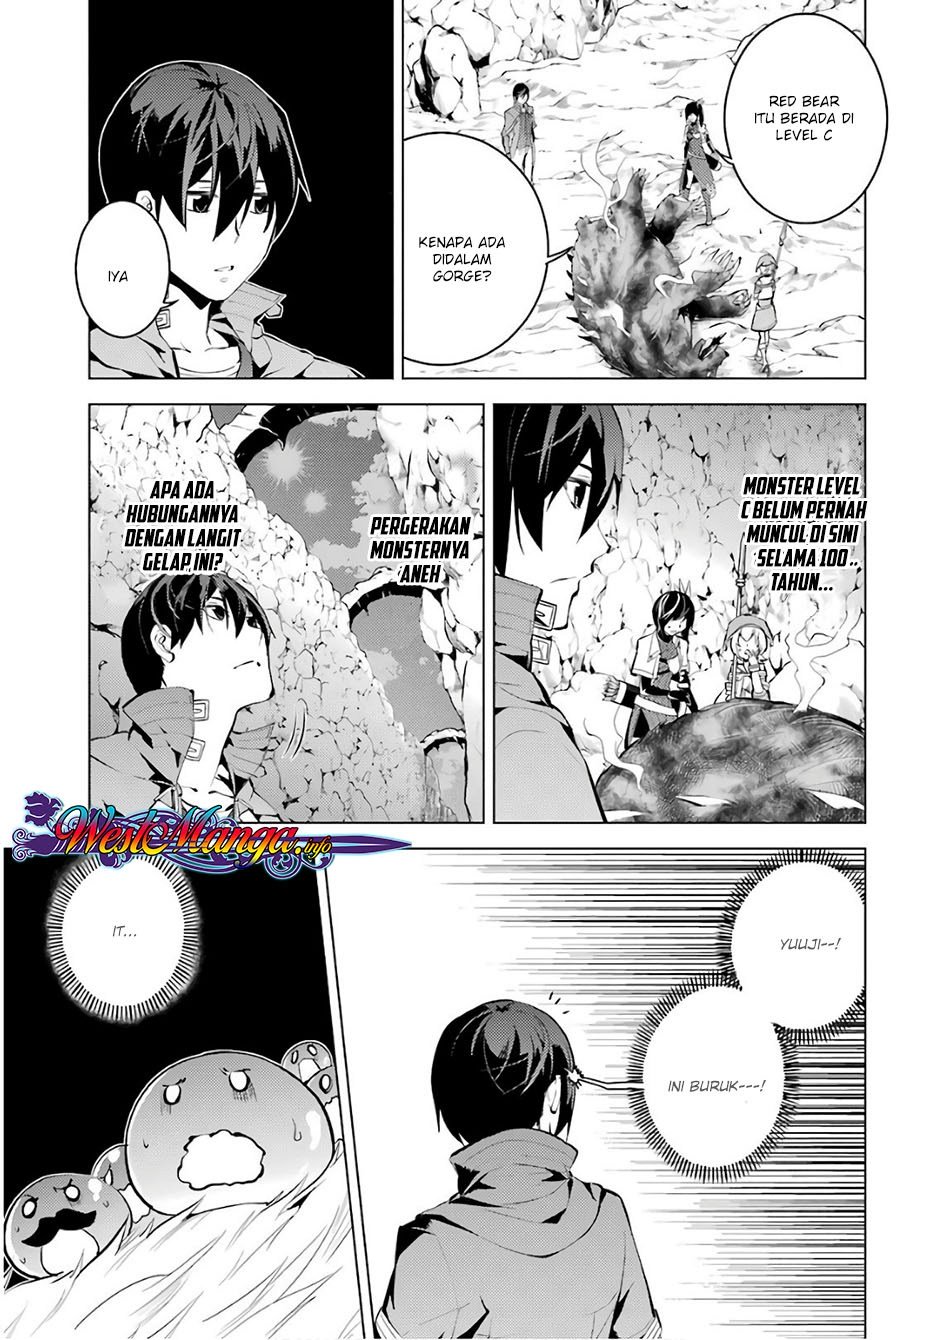 RED BEAR
ITU BERADA DI
LEVEL C
KENAPA ADA
DIDALAM
GORGE?
IYA
MONSTER LEVEL
C BELUM PERNAH
MUNCUL DI SINI
SELAMA 100 ..
TAHUN...
PERGERAKAN
MONSTERNYA
ANEH
APA ADA
HUBUNGANNYA
DENGAN LANGIT
GELAP INI?
WestManga.info
YUUJI--!
INI BURUK---!
IT...